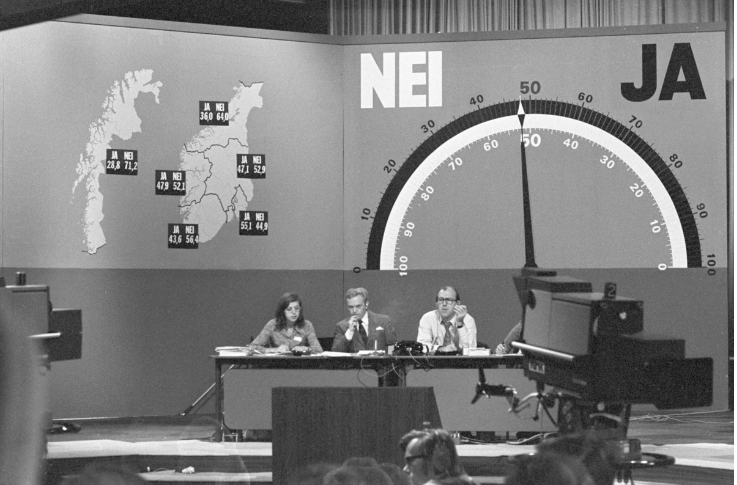 NEI
JA
JA NEI
36,0 64,0
JA NEI
28,8 71,2
JA NEI
47,1 52,9
JA NEI
47,9 52,1
JA NEI
55,1 44,9
JA NEI
43,6 56,4
0 10 20 30 40 50 60 70 80 90 100
100 90 80 70 60 50 40 30 20 10 0
2